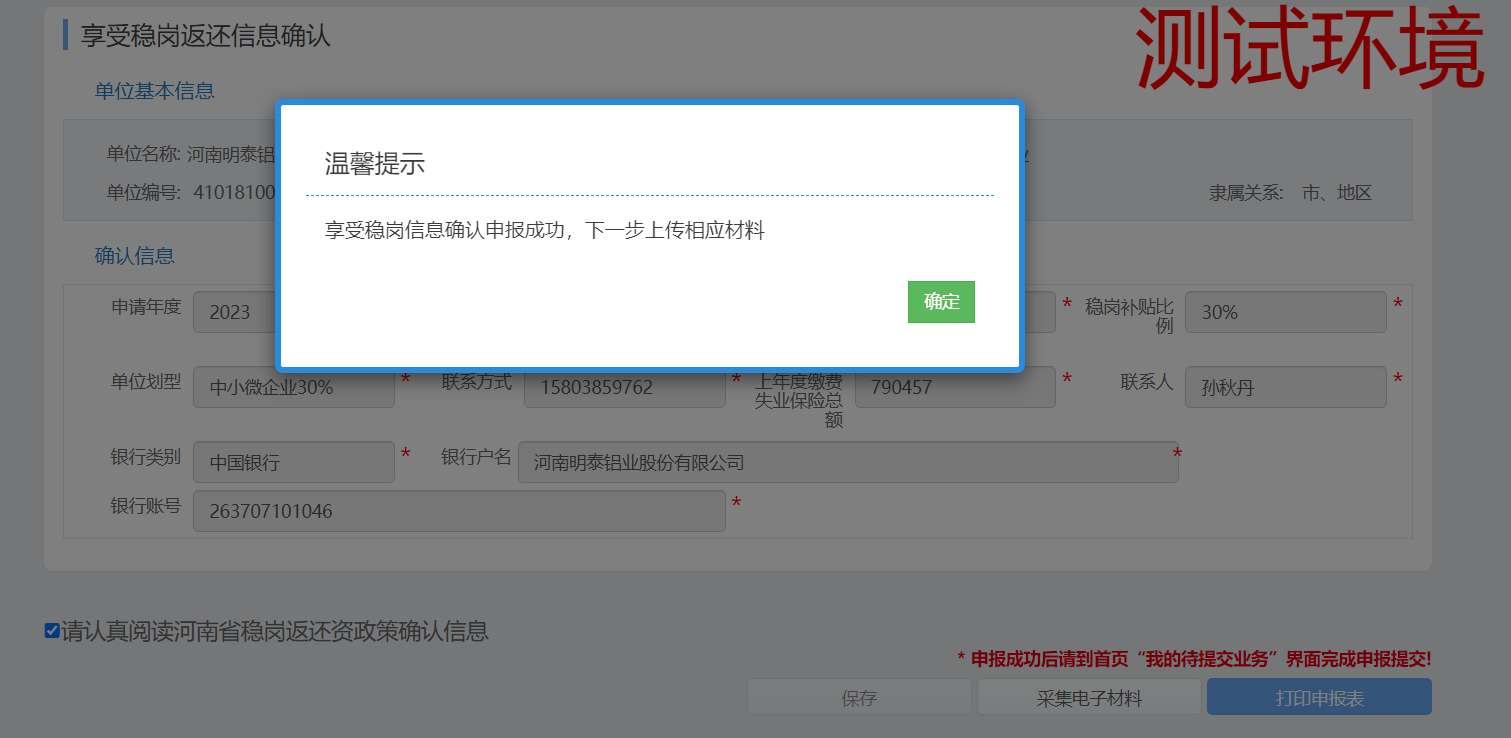 享受稳岗返还信息确认
测试环境
单位基本信息
单位名称: 河南明泰铝
单位编号: 41018100
隶属关系: 市、地区
温馨提示
享受稳岗信息确认申报成功，下一步上传相应材料
确定
确认信息
申请年度 2023 * 稳岗补贴比例 30% *
单位划型 中小微企业30% * 联系方式 15803859762 * 上年度缴费失业保险总额 790457 * 联系人 孙秋丹 *
银行类别 中国银行 * 银行户名 河南明泰铝业股份有限公司 *
银行账号 263707101046 *
请认真阅读河南省稳岗返还资政策确认信息
* 申报成功后请到首页“我的待提交业务”界面完成申报提交!
保存 采集电子材料 打印申报表